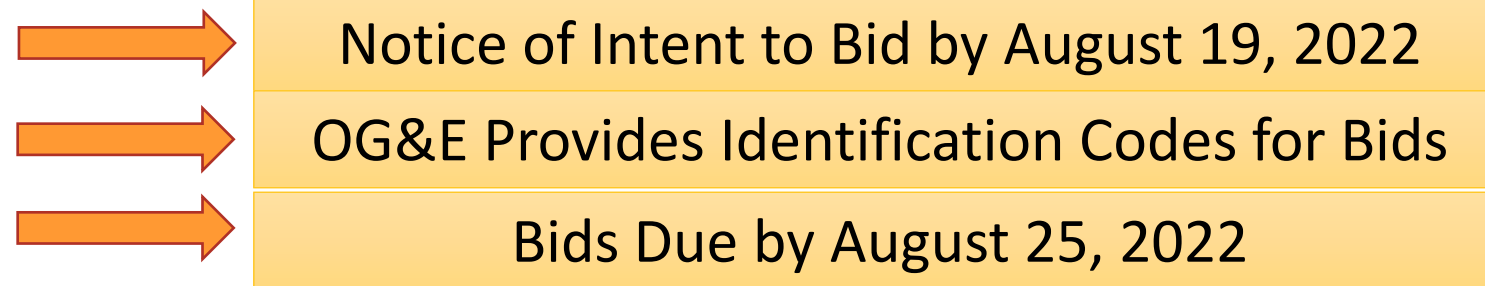 Notice of Intent to Bid by August 19, 2022
OG&E Provides Identification Codes for Bids
Bids Due by August 25, 2022